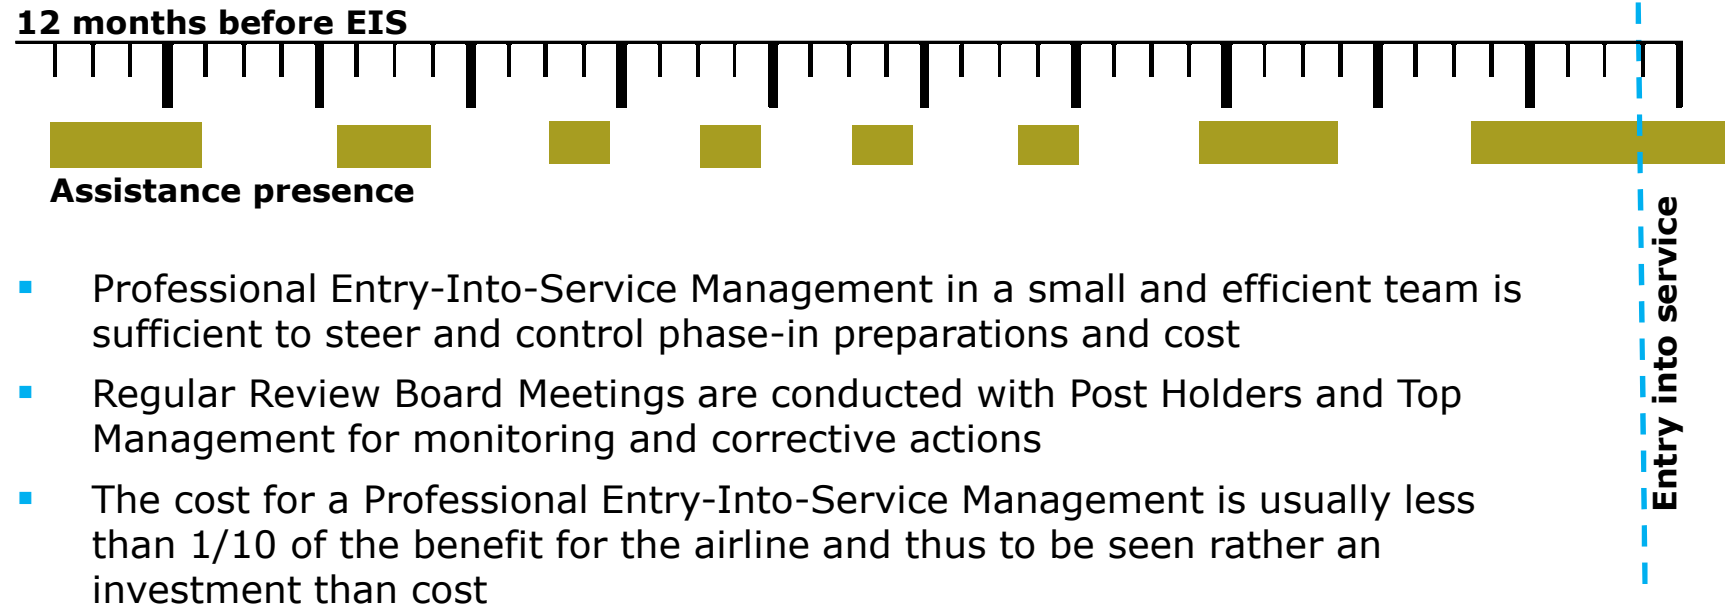 12 months before EIS
Assistance presence
Entry into service
▪ Professional Entry-Into-Service Management in a small and efficient team is
sufficient to steer and control phase-in preparations and cost
▪ Regular Review Board Meetings are conducted with Post Holders and Top
Management for monitoring and corrective actions
▪ The cost for a Professional Entry-Into-Service Management is usually less
than 1/10 of the benefit for the airline and thus to be seen rather an
investment than cost